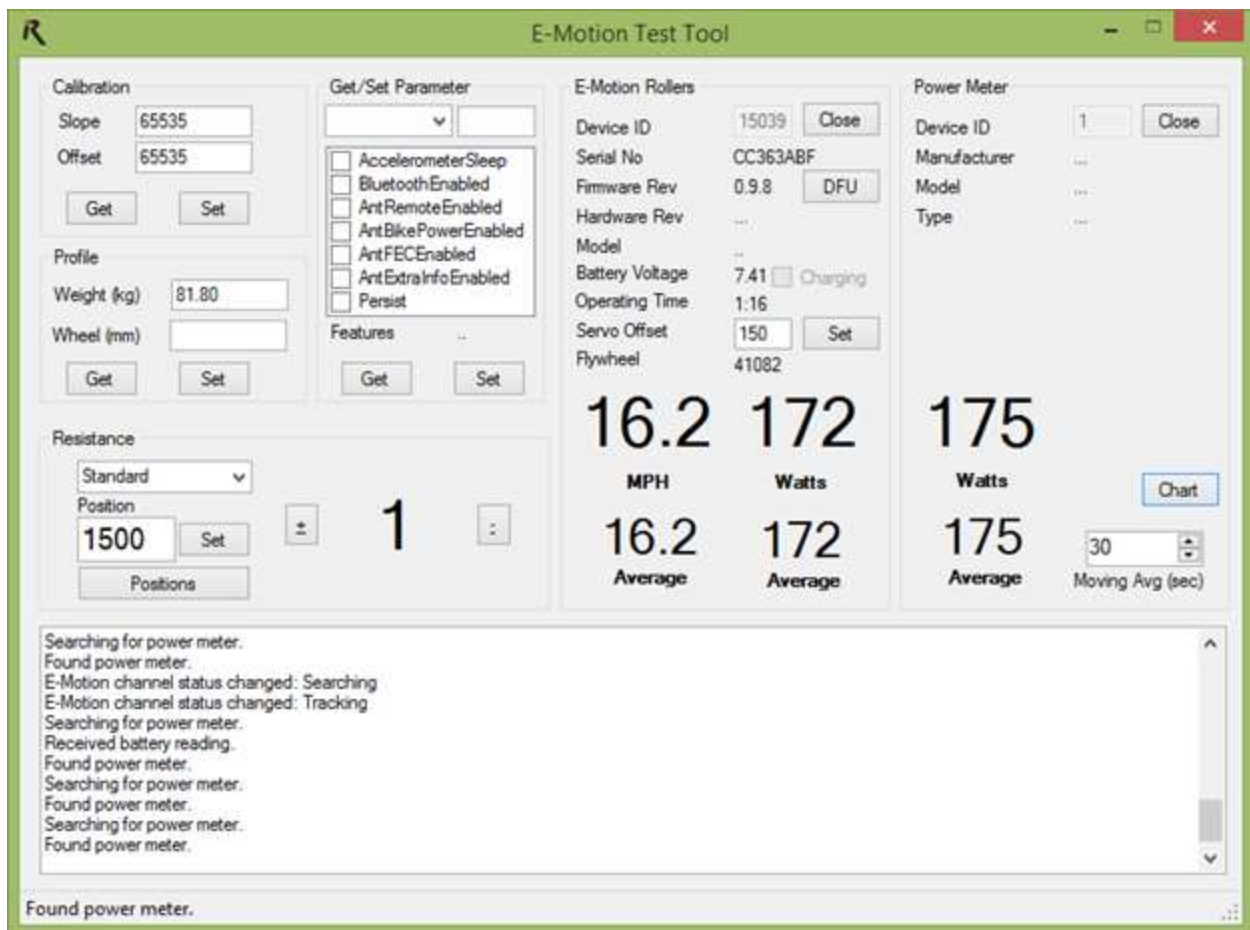 E-Motion Test Tool
Calibration
Slope 65535
Offset 65535
Get Set
Profile
Weight (kg) 81.80
Wheel (mm)
Get Set
Get/Set Parameter
AccelerometerSleep
BluetoothEnabled
AntRemoteEnabled
AntBikePowerEnabled
AntFECEnabled
AntExtraInfoEnabled
Persist
Features ..
Get Set
Resistance
Standard
Position
1500 Set
± 1 :
Positions
E-Motion Rollers
Device ID 15039 Close
Serial No CC363ABF
Firmware Rev 0.9.8 DFU
Hardware Rev ...
Model ..
Battery Voltage 7.41 Charging
Operating Time 1:16
Servo Offset 150 Set
Flywheel 41082
16.2 172
MPH Watts
16.2 172
Average Average
Power Meter
Device ID 1 Close
Manufacturer ...
Model ...
Type ...
175
Watts
Chart
175
Average
30
Moving Avg (sec)
Searching for power meter.
Found power meter.
E-Motion channel status changed: Searching
E-Motion channel status changed: Tracking
Searching for power meter.
Received battery reading.
Found power meter.
Searching for power meter.
Found power meter.
Searching for power meter.
Found power meter.
Found power meter.